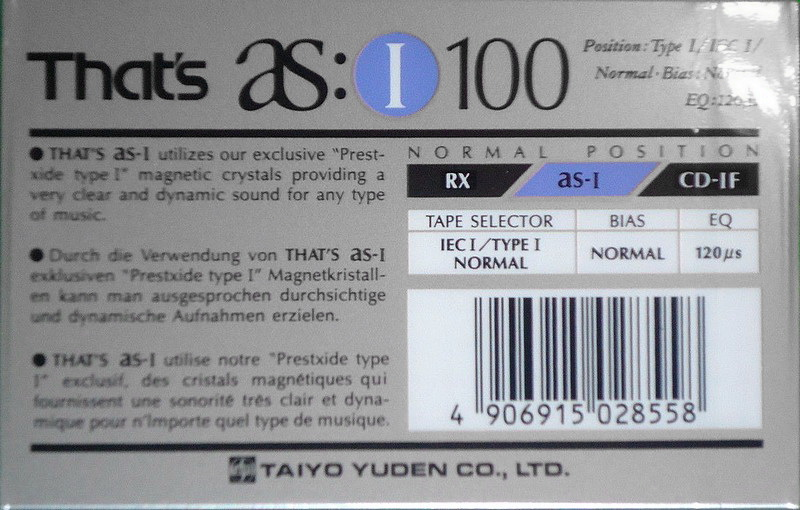 That's as: I 100
Position: Type I/IEC I/
Normal·Bias:
EQ:120
● THAT'S as-I utilizes our exclusive "Prest-
xide type I" magnetic crystals providing a
very clear and dynamic sound for any type
of music.
● Durch die Verwendung von THAT'S as-I
exklusiven "Prestxide type I" Magnetkristall-
en kann man ausgesprochen durchsichtige
und dynamische Aufnahmen erzielen.
● THAT'S as-I utilise notre "Prestxide type
I" exclusif, des cristals magnétiques qui
fournissent une sonorité très clair et dyna-
mique pour n'Importe quel type de musique.
NORMAL POSITION
RX as-I CD-IF
TAPE SELECTOR BIAS EQ
IEC I/TYPE I
NORMAL NORMAL 120μs
4 906915 028558
TAIYO YUDEN CO., LTD.